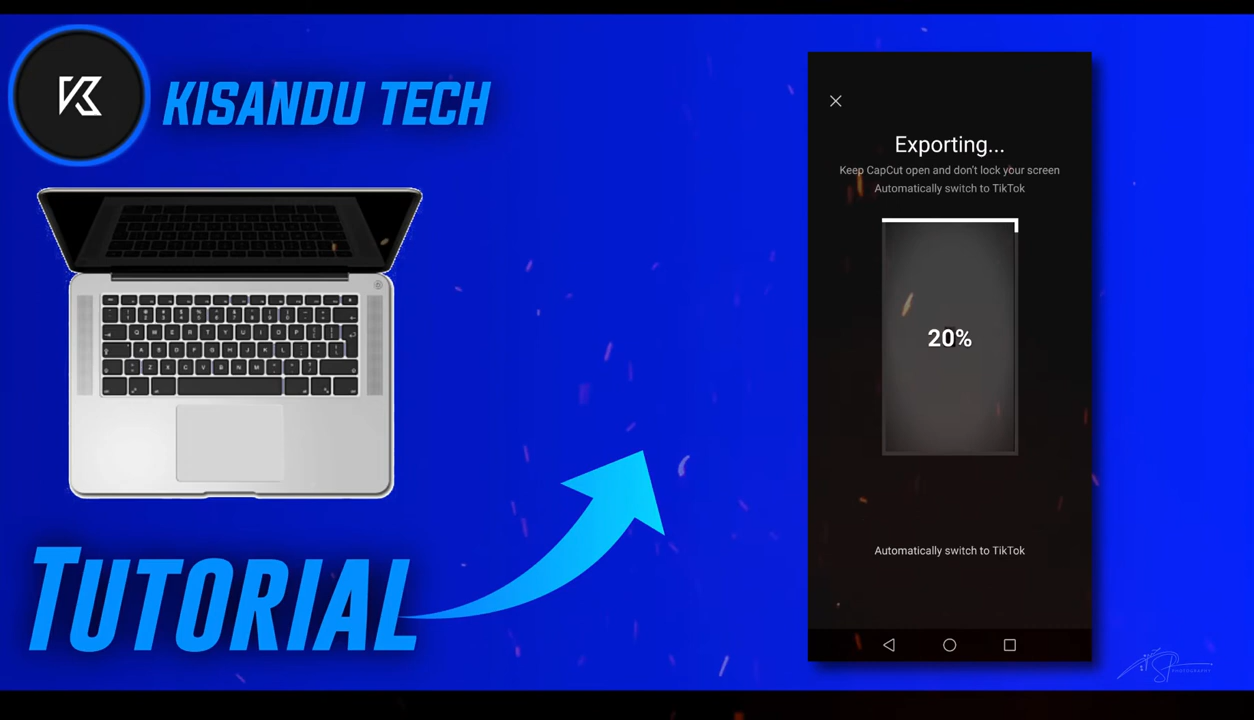 KISANDU TECH
Exporting...
Keep CapCut open and don't lock your screen
Automatically switch to TikTok
20%
Automatically switch to TikTok
TUTORIAL
PHOTOGRAPHY